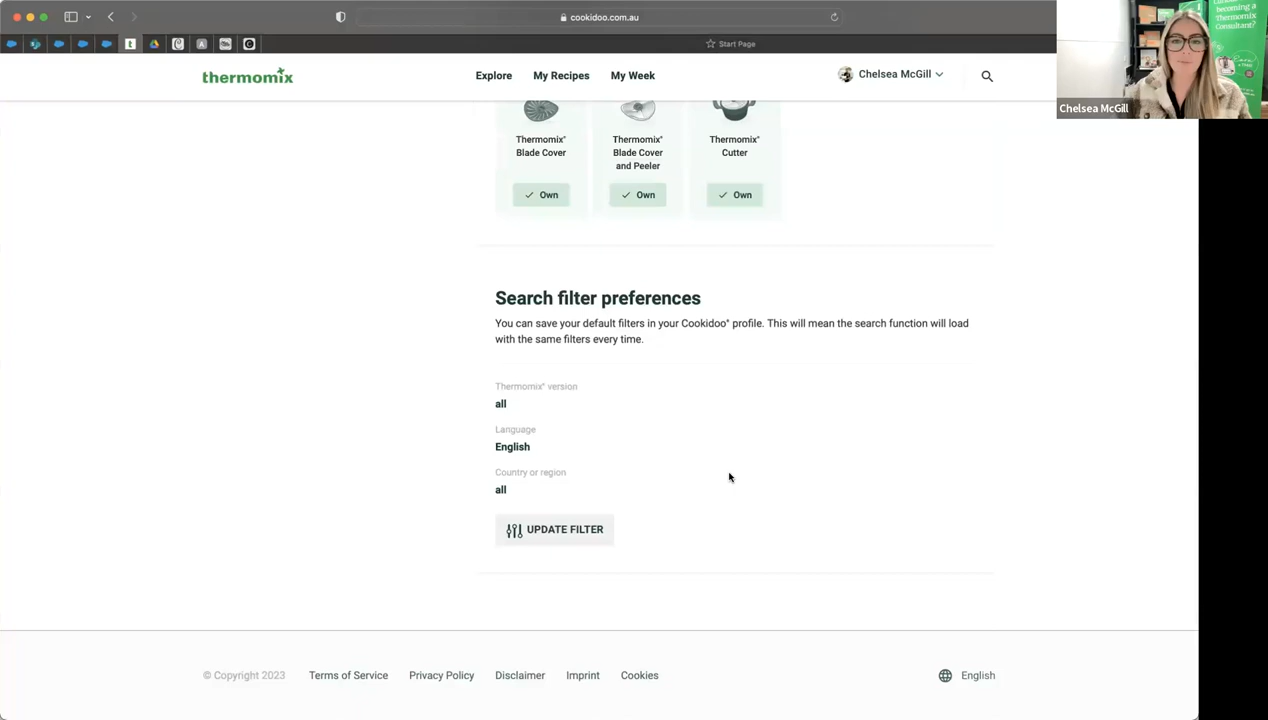 cookidoo.com.au
Start Page
thermomix
Explore
My Recipes
My Week
Chelsea McGill
becoming a
Thermomix
Consultant?
Chelsea McGill
Thermomix®
Blade Cover
Thermomix®
Blade Cover
and Peeler
Thermomix®
Cutter
Own
Own
Own
Search filter preferences
You can save your default filters in your Cookidoo® profile. This will mean the search function will load
with the same filters every time.
Thermomix® version
all
Language
English
Country or region
all
UPDATE FILTER
© Copyright 2023
Terms of Service
Privacy Policy
Disclaimer
Imprint
Cookies
English